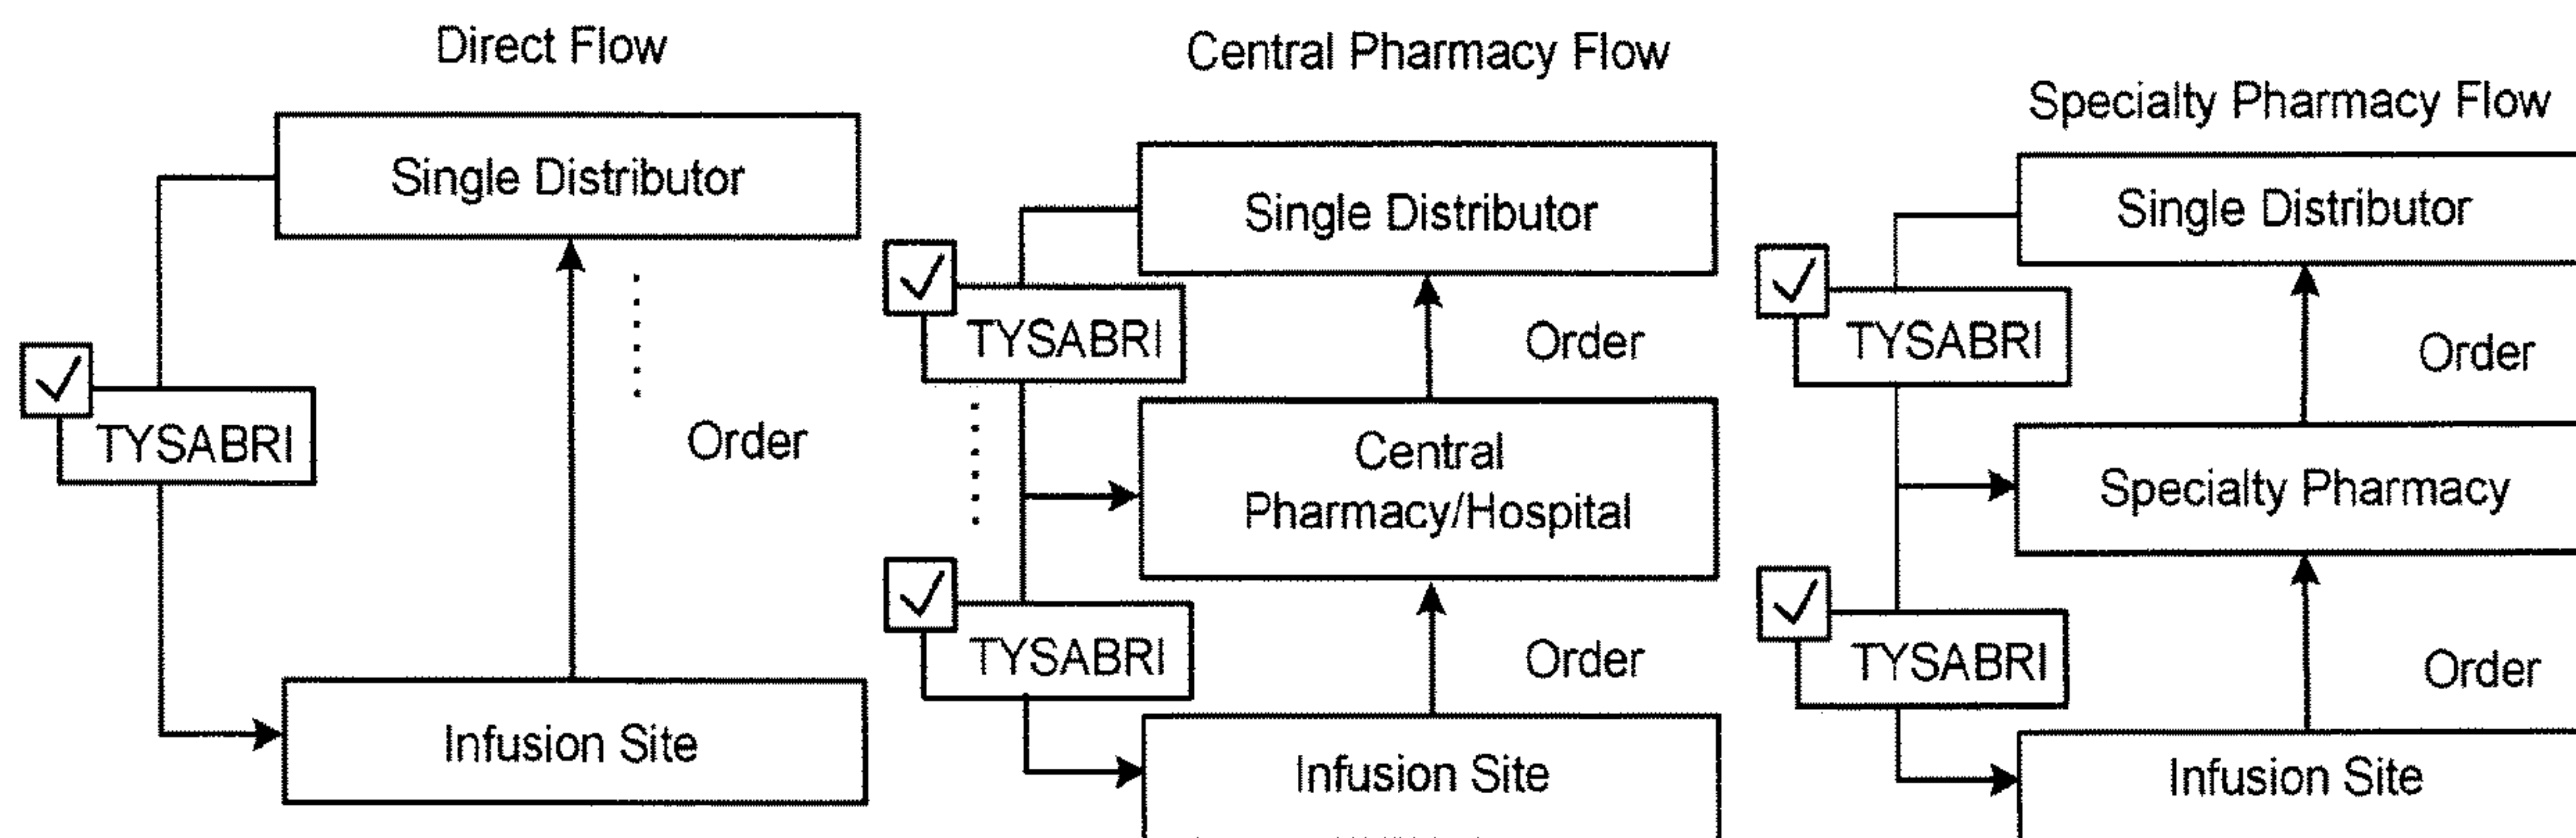 Direct Flow
Single Distributor
TYSABRI
Order
Infusion Site
Central Pharmacy Flow
Single Distributor
TYSABRI
Order
Central
Pharmacy/Hospital
TYSABRI
Order
Infusion Site
Specialty Pharmacy Flow
Single Distributor
TYSABRI
Order
Specialty Pharmacy
TYSABRI
Order
Infusion Site